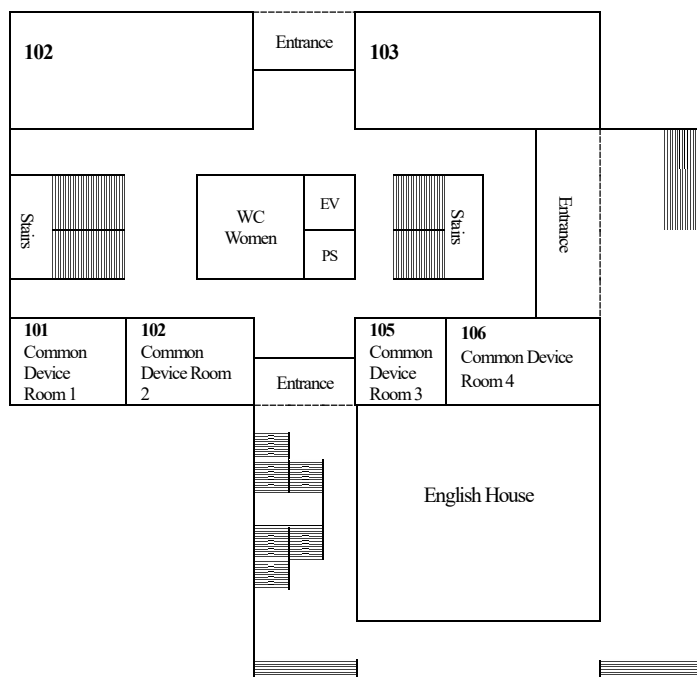 102
Entrance
103
Stairs
WC
Women
EV
PS
Stairs
Entrance
101
Common
Device
Room 1
102
Common
Device Room
2
Entrance
105
Common
Device
Room 3
106
Common Device
Room 4
English House